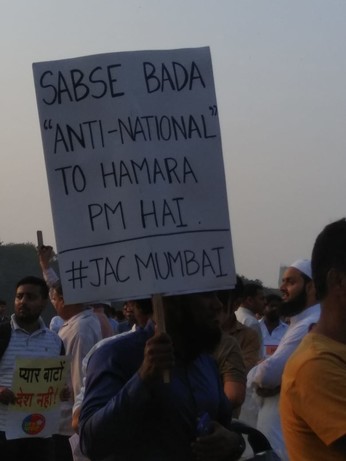 SABSE BADA
"ANTI-NATIONAL"
TO HAMARA
PM HAI.
#JAC MUMBAI
प्यार बाटों
देश नहीं!